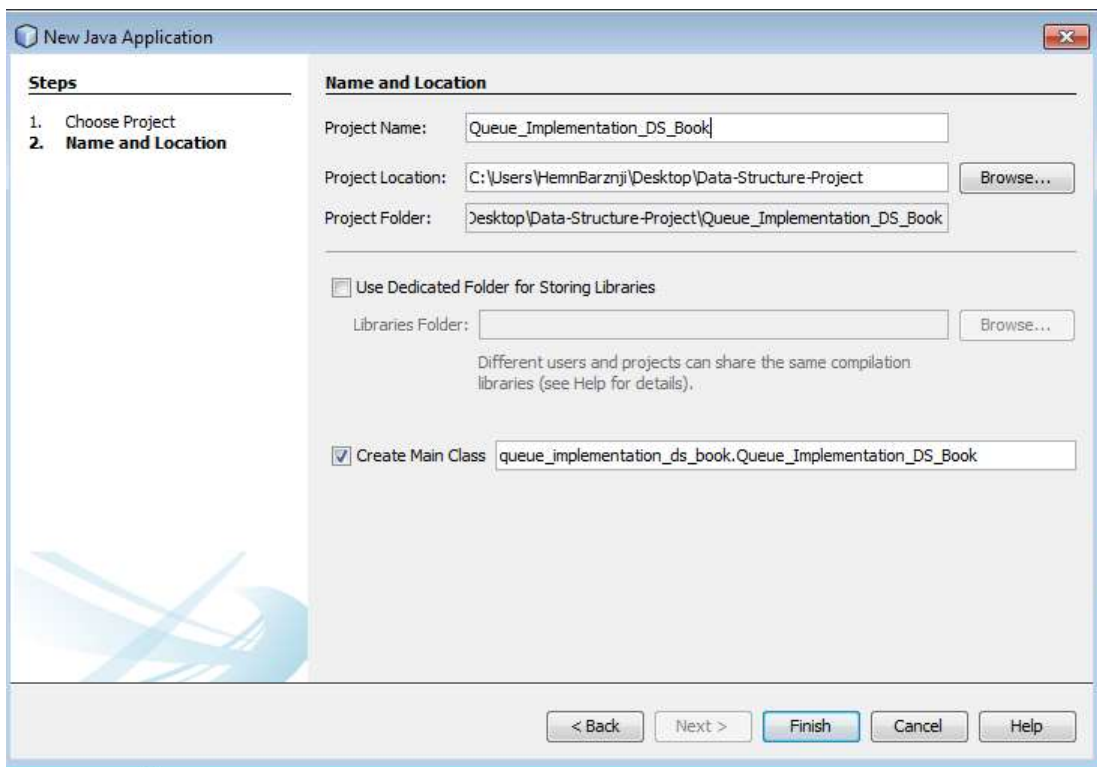 New Java Application
Steps
1. Choose Project
2. Name and Location
Name and Location
Project Name: Queue_Implementation_DS_Book
Project Location: C:\Users\HemnBarznji\Desktop\Data-Structure-Project Browse...
Project Folder: Desktop\Data-Structure-Project\Queue_Implementation_DS_Book
Use Dedicated Folder for Storing Libraries
Libraries Folder: Browse...
Different users and projects can share the same compilation
libraries (see Help for details).
Create Main Class queue_implementation_ds_book.Queue_Implementation_DS_Book
< Back Next > Finish Cancel Help